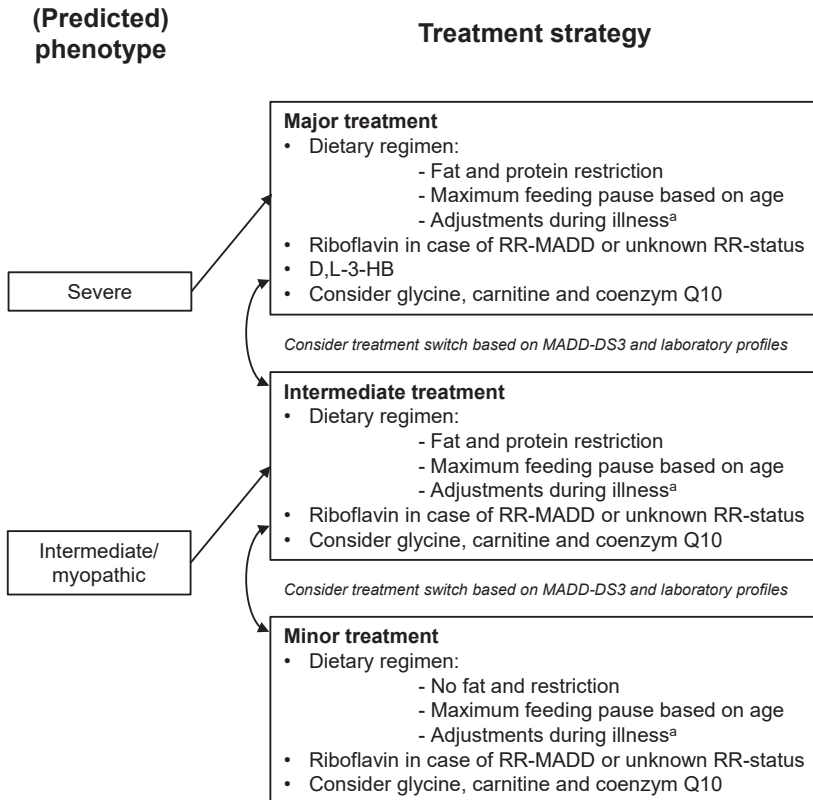 (Predicted)
phenotype
Treatment strategy
Major treatment
• Dietary regimen:
- Fat and protein restriction
- Maximum feeding pause based on age
- Adjustments during illnessᵃ
• Riboflavin in case of RR-MADD or unknown RR-status
• D,L-3-HB
• Consider glycine, carnitine and coenzym Q10
Severe
Consider treatment switch based on MADD-DS3 and laboratory profiles
Intermediate treatment
• Dietary regimen:
- Fat and protein restriction
- Maximum feeding pause based on age
- Adjustments during illnessᵃ
• Riboflavin in case of RR-MADD or unknown RR-status
• Consider glycine, carnitine and coenzym Q10
Intermediate/
myopathic
Consider treatment switch based on MADD-DS3 and laboratory profiles
Minor treatment
• Dietary regimen:
- No fat and restriction
- Maximum feeding pause based on age
- Adjustments during illnessᵃ
• Riboflavin in case of RR-MADD or unknown RR-status
• Consider glycine, carnitine and coenzym Q10